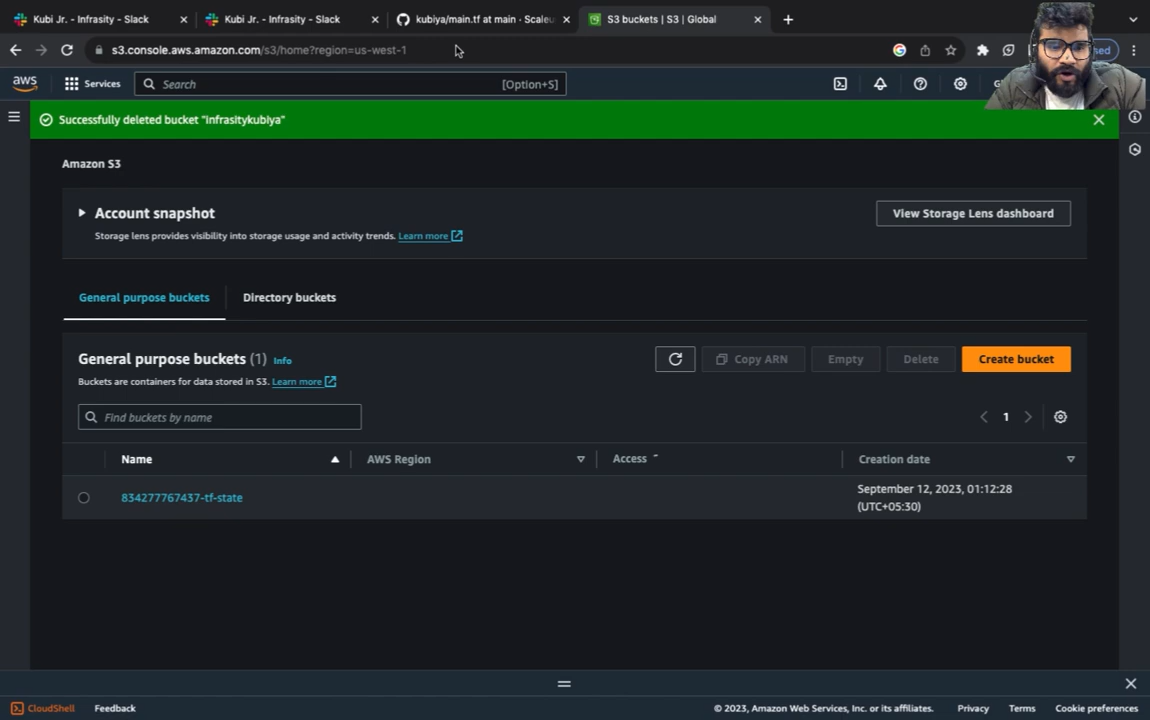 Kubi Jr. - Infrasity - Slack
Kubi Jr. - Infrasity - Slack
kubiya/main.tf at main · Scaleu
S3 buckets | S3 | Global
s3.console.aws.amazon.com/s3/home?region=us-west-1
aws
Services
Search
[Option+S]
Successfully deleted bucket "infrasitykubiya"
Amazon S3
Account snapshot
View Storage Lens dashboard
Storage lens provides visibility into storage usage and activity trends. Learn more
General purpose buckets
Directory buckets
General purpose buckets (1) Info
Copy ARN
Empty
Delete
Create bucket
Buckets are containers for data stored in S3. Learn more
Find buckets by name
1
Name
AWS Region
Access
Creation date
834277767437-tf-state
September 12, 2023, 01:12:28
(UTC+05:30)
CloudShell
Feedback
© 2023, Amazon Web Services, Inc. or its affiliates.
Privacy
Terms
Cookie preferences